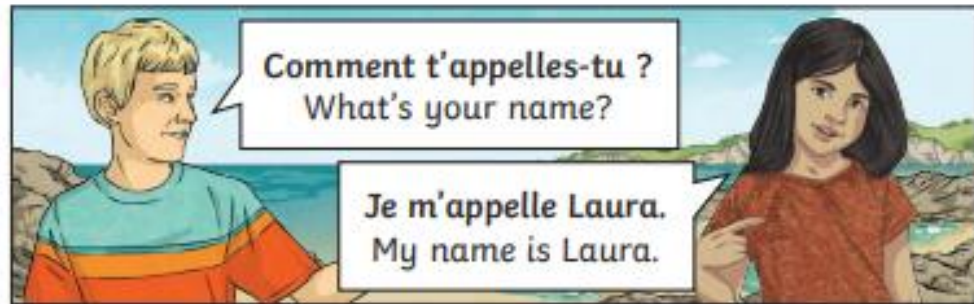 Comment t'appelles-tu ?
What's your name?
Je m'appelle Laura.
My name is Laura.